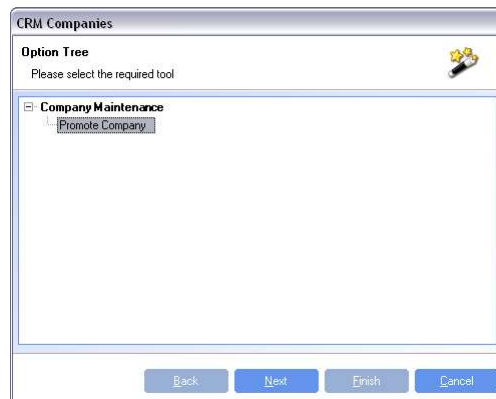 CRM Companies
Option Tree
Please select the required tool
Company Maintenance
Promote Company
Back Next Finish Cancel